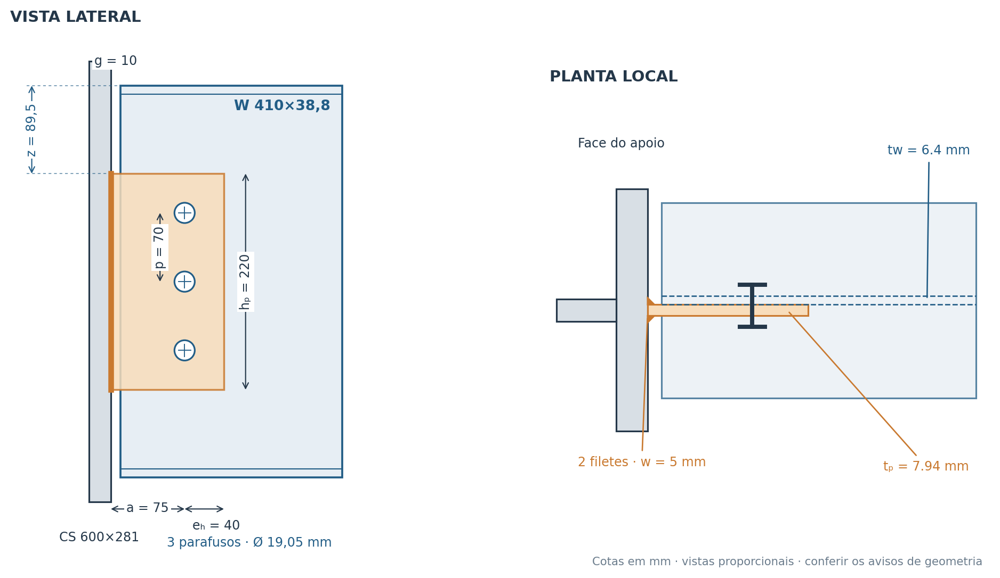 VISTA LATERAL
g = 10
W 410×38,8
z = 89,5
p = 70
hₚ = 220
a = 75
eₕ = 40
CS 600×281
3 parafusos · Ø 19,05 mm
PLANTA LOCAL
Face do apoio
tw = 6.4 mm
2 filetes · w = 5 mm
tₚ = 7.94 mm
Cotas em mm · vistas proporcionais · conferir os avisos de geometria